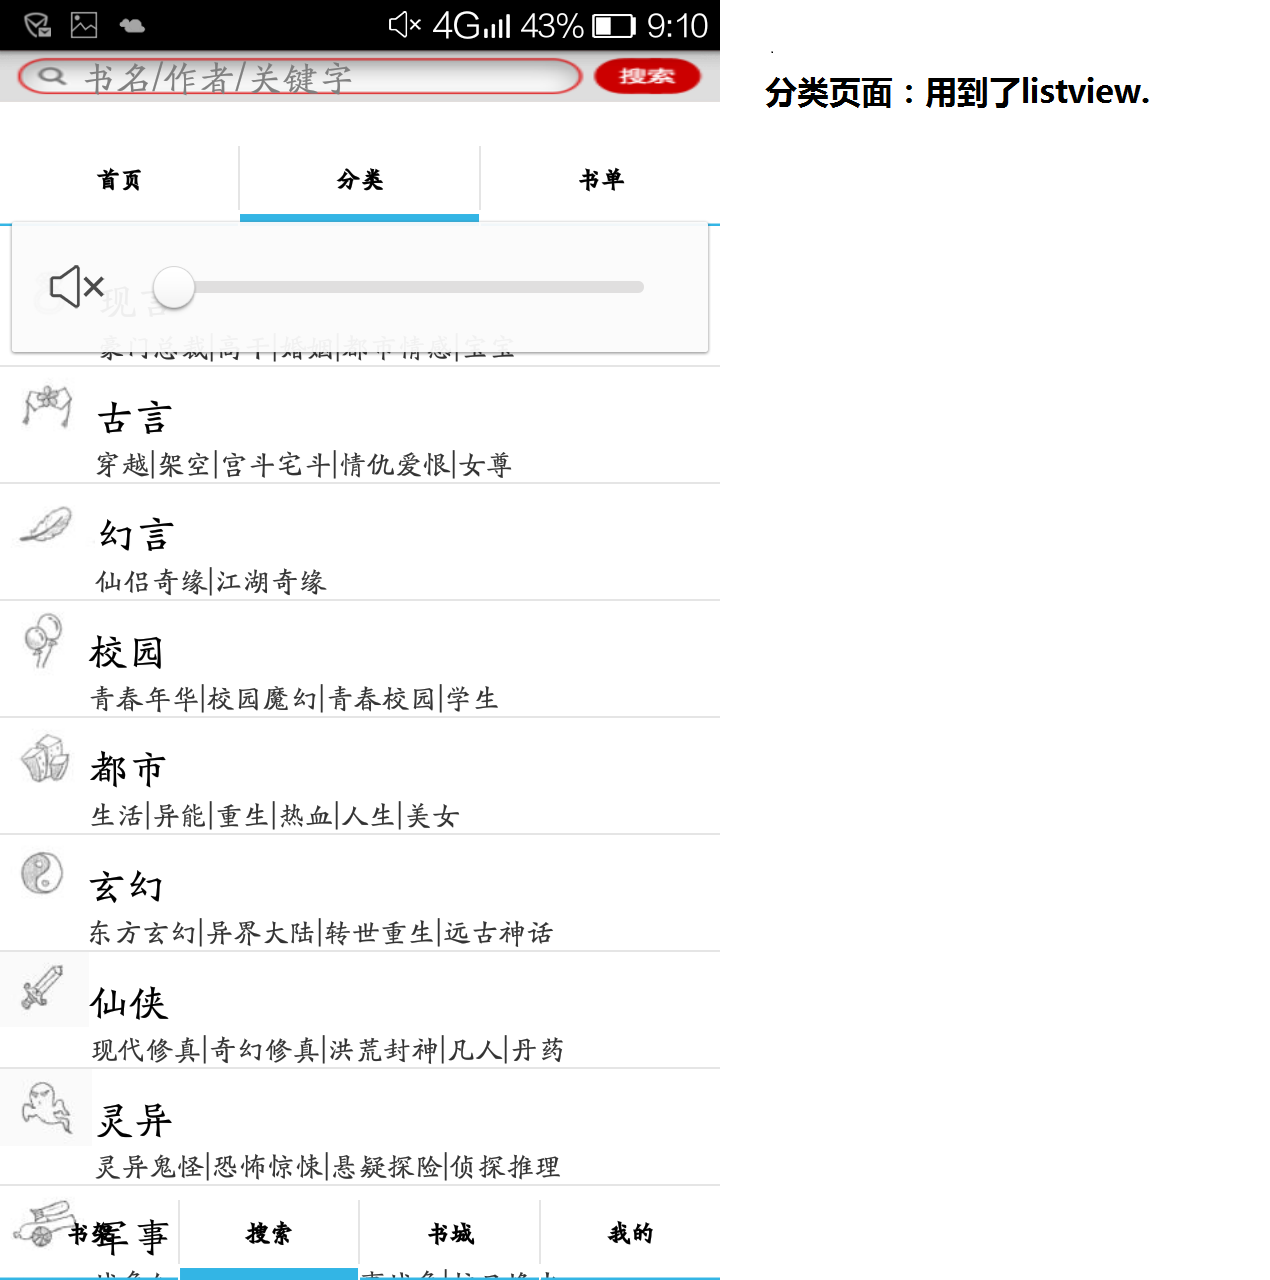 4G 43% 9:10
书名/作者/关键字 搜索
.
分类页面：用到了listview.
首页 分类 书单
现言
豪门总裁|高干|婚姻|都市情感|宝宝
古言
穿越|架空|宫斗宅斗|情仇爱恨|女尊
幻言
仙侣奇缘|江湖奇缘
校园
青春年华|校园魔幻|青春校园|学生
都市
生活|异能|重生|热血|人生|美女
玄幻
东方玄幻|异界大陆|转世重生|远古神话
仙侠
现代修真|奇幻修真|洪荒封神|凡人|丹药
灵异
灵异鬼怪|恐怖惊悚|悬疑探险|侦探推理
军事
书架 搜索 书城 我的